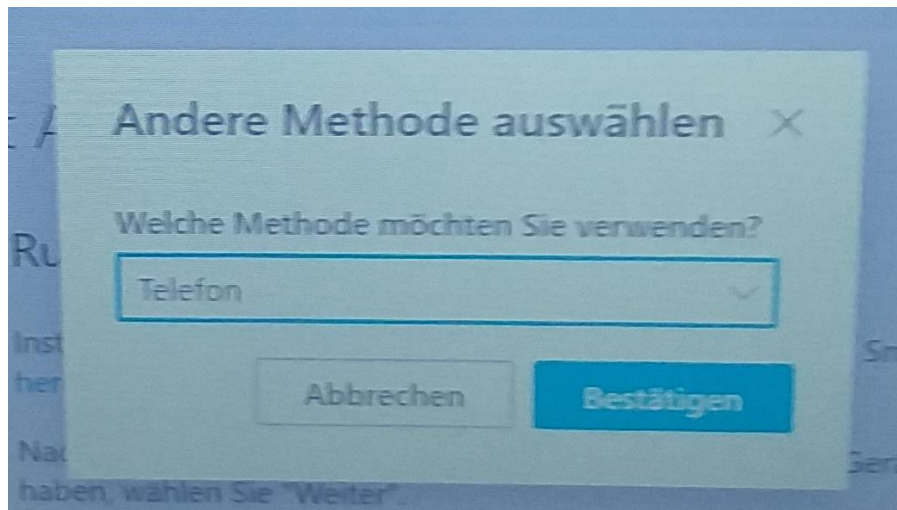 Andere Methode auswählen
Welche Methode möchten Sie verwenden?
Telefon
Abbrechen
Bestätigen
haben, wählen Sie "Weiter".